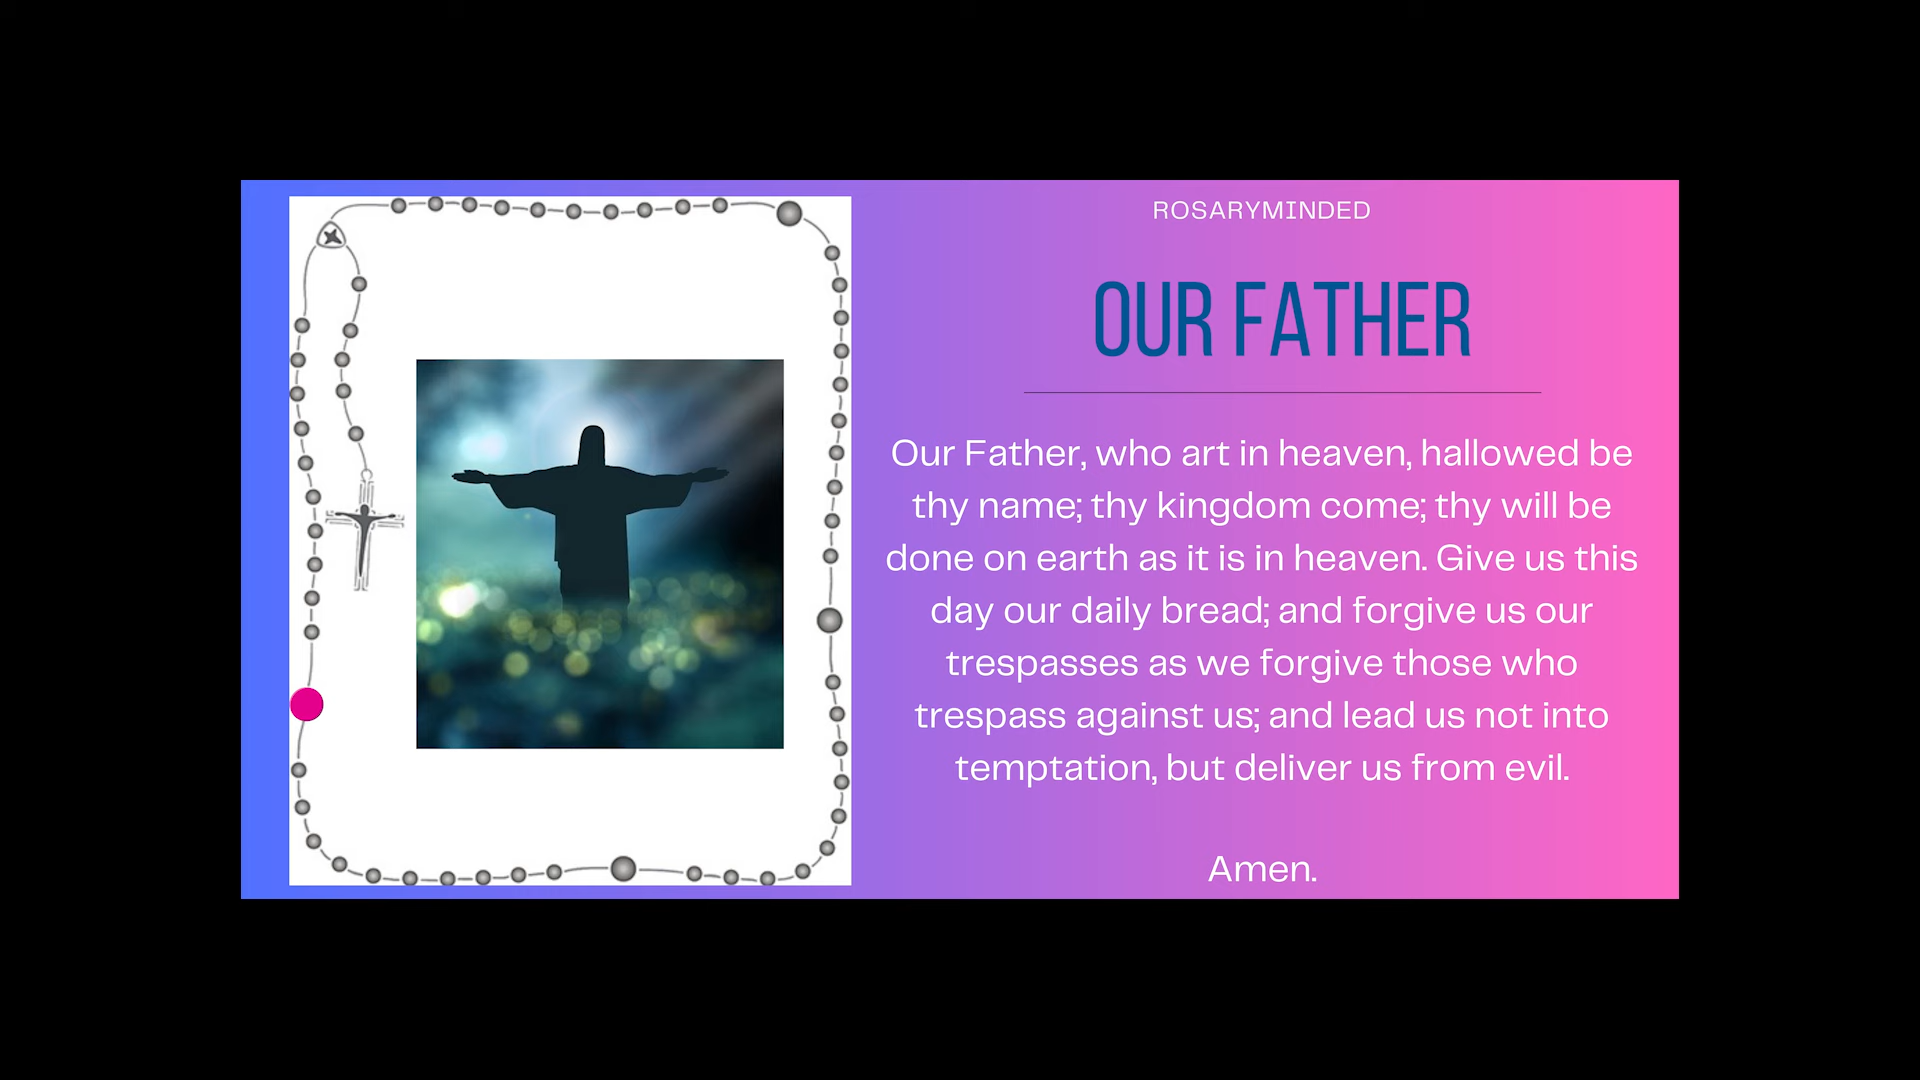 ROSARYMINDED
OUR FATHER
Our Father, who art in heaven, hallowed be
thy name; thy kingdom come; thy will be
done on earth as it is in heaven. Give us this
day our daily bread; and forgive us our
trespasses as we forgive those who
trespass against us; and lead us not into
temptation, but deliver us from evil.
Amen.